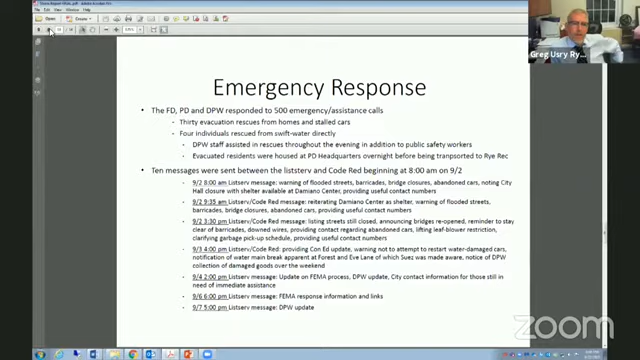 File Edit View Window Help
Open
Create
Greg Usry Ry...
Emergency Response
• The FD, PD and DPW responded to 500 emergency/assistance calls
◦ Thirty evacuation rescues from homes and stalled cars
◦ Four individuals rescued from swift-water directly
◦ DPW staff assisted in rescues throughout the evening in addition to public safety workers
◦ Evacuated residents were housed at PD Headquarters overnight before being tranpsorted to Rye Rec
• Ten messages were sent between the liststerv and Code Red beginning at 8:00 am on 9/2
◦ 9/2 8:00 am Listserv message: warning of flooded streets, barricades, bridge closures, abandoned cars, noting City
Hall closure with shelter available at Damiano Center, providing useful contact numbers
◦ 9/2 9:35 am Listserv/Code Red message: reiterating Damiano Center as shelter, warning of flooded streets,
barricades, bridge closures, abandoned cars, providing useful contact numbers
◦ 9/2 3:30 pm Listserv/Code Red message: listing streets still closed, announcing bridges re-opened, reminder to stay
clear of barricades, downed wires, providing contact regarding abandoned cars, lifting leaf-blower restriction,
clarifying garbage pick-up schedule, providing useful contact numbers
◦ 9/3 4:00 pm Listserv/Code Red: providing Con Ed update, warning not to attempt to restart water-damaged cars,
notification of water main break apparent at Forest and Eve Lane of which Suez was made aware, notice of DPW
collection of damaged goods over the weekend
◦ 9/4 2:00 pm Listserv message: Update on FEMA process, DPW update, City contact information for those still in
need of immediate assistance
◦ 9/6 6:00 pm Listserv message: FEMA response information and links
◦ 9/7 5:00 pm Listserv message: DPW update
zoom